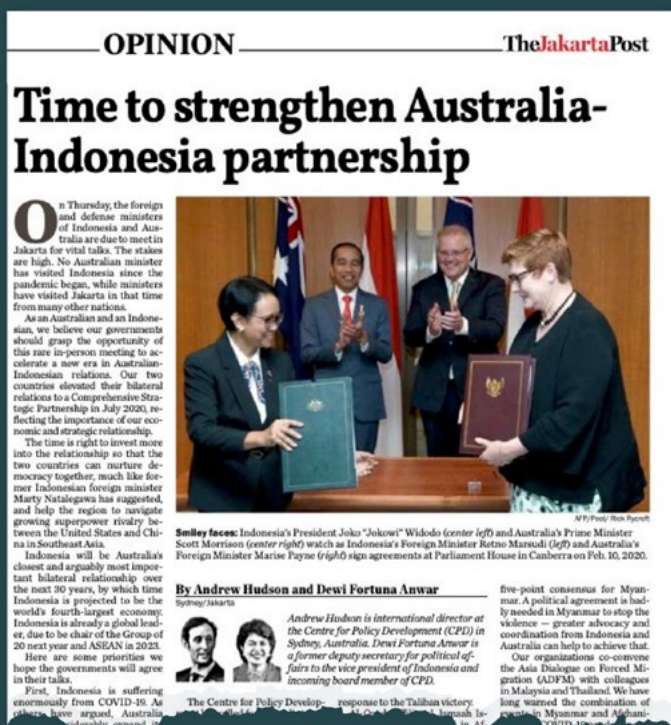 OPINION
TheJakartaPost
Time to strengthen Australia-
Indonesia partnership
On Thursday, the foreign
and defense ministers
of Indonesia and Aus-
tralia are due to meet in
Jakarta for vital talks. The stakes
are high. No Australian minister
has visited Indonesia since the
pandemic began, while ministers
have visited Jakarta in that time
from many other nations.
As an Australian and an Indone-
sian, we believe our governments
should grasp the opportunity of
this rare in-person meeting to ac-
celerate a new era in Australian-
Indonesian relations. Our two
countries elevated their bilateral
relations to a Comprehensive Stra-
tegic Partnership in July 2020, re-
flecting the importance of our eco-
nomic and strategic relationship.
The time is right to invest more
into the relationship so that the
two countries can nurture de-
mocracy together, much like for-
mer Indonesian foreign minister
Marty Natalegawa has suggested,
and help the region to navigate
growing superpower rivalry be-
tween the United States and Chi-
na in Southeast Asia.
Indonesia will be Australia's
closest and arguably most impor-
tant bilateral relationship over
the next 30 years, by which time
Indonesia is projected to be the
world's fourth-largest economy.
Indonesia is already a global lead-
er, due to be chair of the Group of
20 next year and ASEAN in 2023.
Here are some priorities we
hope the governments will agree
in their talks.
First, Indonesia is suffering
enormously from COVID-19. As
others have argued, Australia
AFP/Pool/ Rick Rycroft
Smiley faces: Indonesia's President Joko "Jokowi" Widodo (center left) and Australia's Prime Minister
Scott Morrison (center right) watch as Indonesia's Foreign Minister Retno Marsudi (left) and Australia's
Foreign Minister Marise Payne (right) sign agreements at Parliament House in Canberra on Feb. 10, 2020.
By Andrew Hudson and Dewi Fortuna Anwar
Sydney/Jakarta
Andrew Hudson is international director at
the Centre for Policy Development (CPD) in
Sydney, Australia. Dewi Fortuna Anwar is
a former deputy secretary for political af-
fairs to the vice president of Indonesia and
incoming board member of CPD.
The Centre for Policy Develop-
response to the Taliban victory.
five-point consensus for Myan-
mar. A political agreement is bad-
ly needed in Myanmar to stop the
violence — greater advocacy and
coordination from Indonesia and
Australia can help to achieve that.
Our organizations co-convene
the Asia Dialogue on Forced Mi-
gration (ADFM) with colleagues
in Malaysia and Thailand. We have
long warned the combination of
events in Myanmar and Afghani-